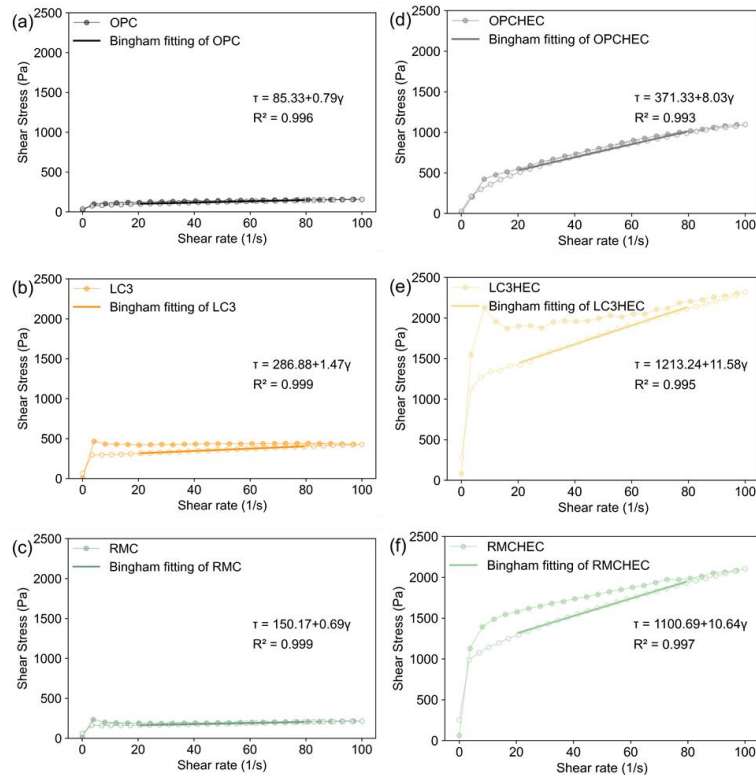 (a)
OPC
Bingham fitting of OPC
τ = 85.33+0.79γ
R² = 0.996
Shear Stress (Pa)
2500
2000
1500
1000
500
0
0 20 40 60 80 100
Shear rate (1/s)
(b)
LC3
Bingham fitting of LC3
τ = 286.88+1.47γ
R² = 0.999
Shear Stress (Pa)
2500
2000
1500
1000
500
0
0 20 40 60 80 100
Shear rate (1/s)
(c)
RMC
Bingham fitting of RMC
τ = 150.17+0.69γ
R² = 0.999
Shear Stress (Pa)
2500
2000
1500
1000
500
0
0 20 40 60 80 100
Shear rate (1/s)
(d)
OPCHEC
Bingham fitting of OPCHEC
τ = 371.33+8.03γ
R² = 0.993
Shear Stress (Pa)
2500
2000
1500
1000
500
0
0 20 40 60 80 100
Shear rate (1/s)
(e)
LC3HEC
Bingham fitting of LC3HEC
τ = 1213.24+11.58γ
R² = 0.995
Shear Stress (Pa)
2500
2000
1500
1000
500
0
0 20 40 60 80 100
Shear rate (1/s)
(f)
RMCHEC
Bingham fitting of RMCHEC
τ = 1100.69+10.64γ
R² = 0.997
Shear Stress (Pa)
2500
2000
1500
1000
500
0
0 20 40 60 80 100
Shear rate (1/s)